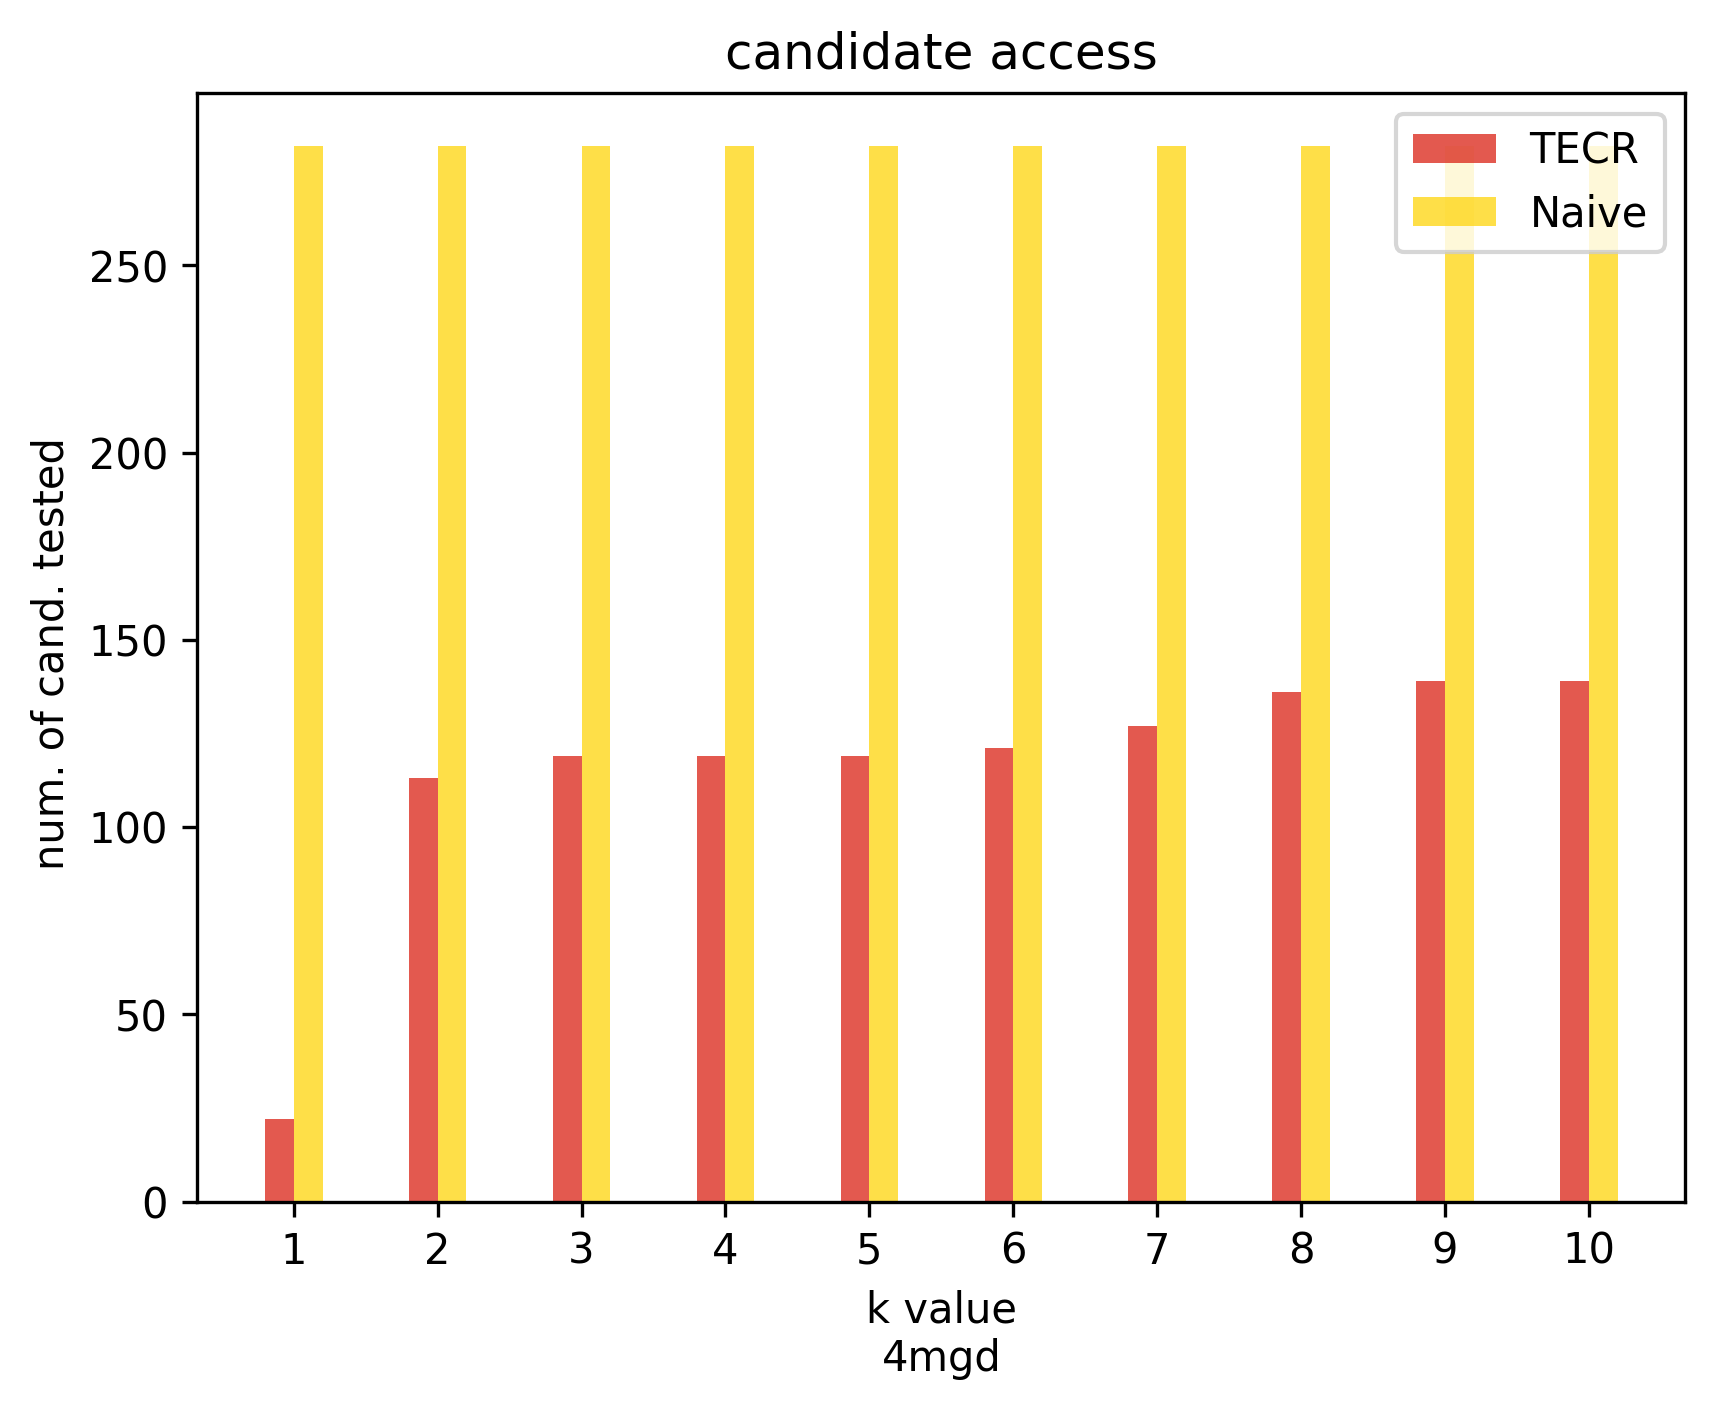 candidate access
TECR
Naive
num. of cand. tested
250
200
150
100
50
0
1 2 3 4 5 6 7 8 9 10
k value
4mgd